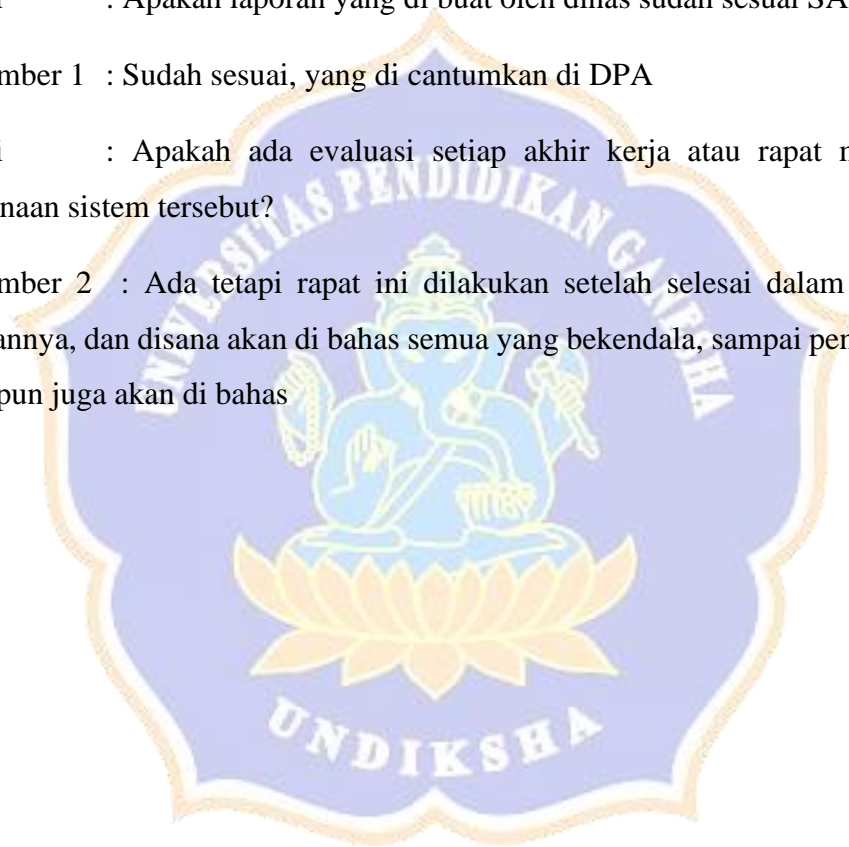 : Apakah laporan yang di buat oleh dinas sudah sesuai SA
mber 1 : Sudah sesuai, yang di cantumkan di DPA
i : Apakah ada evaluasi setiap akhir kerja atau rapat
naan sistem tersebut?
mber 2 : Ada tetapi rapat ini dilakukan setelah selesai dalam
annya, dan disana akan di bahas semua yang bekendala, sampai pen
pun juga akan di bahas
UNIVERSITAS PENDIDIKAN GANESHA
UNDIKSHA